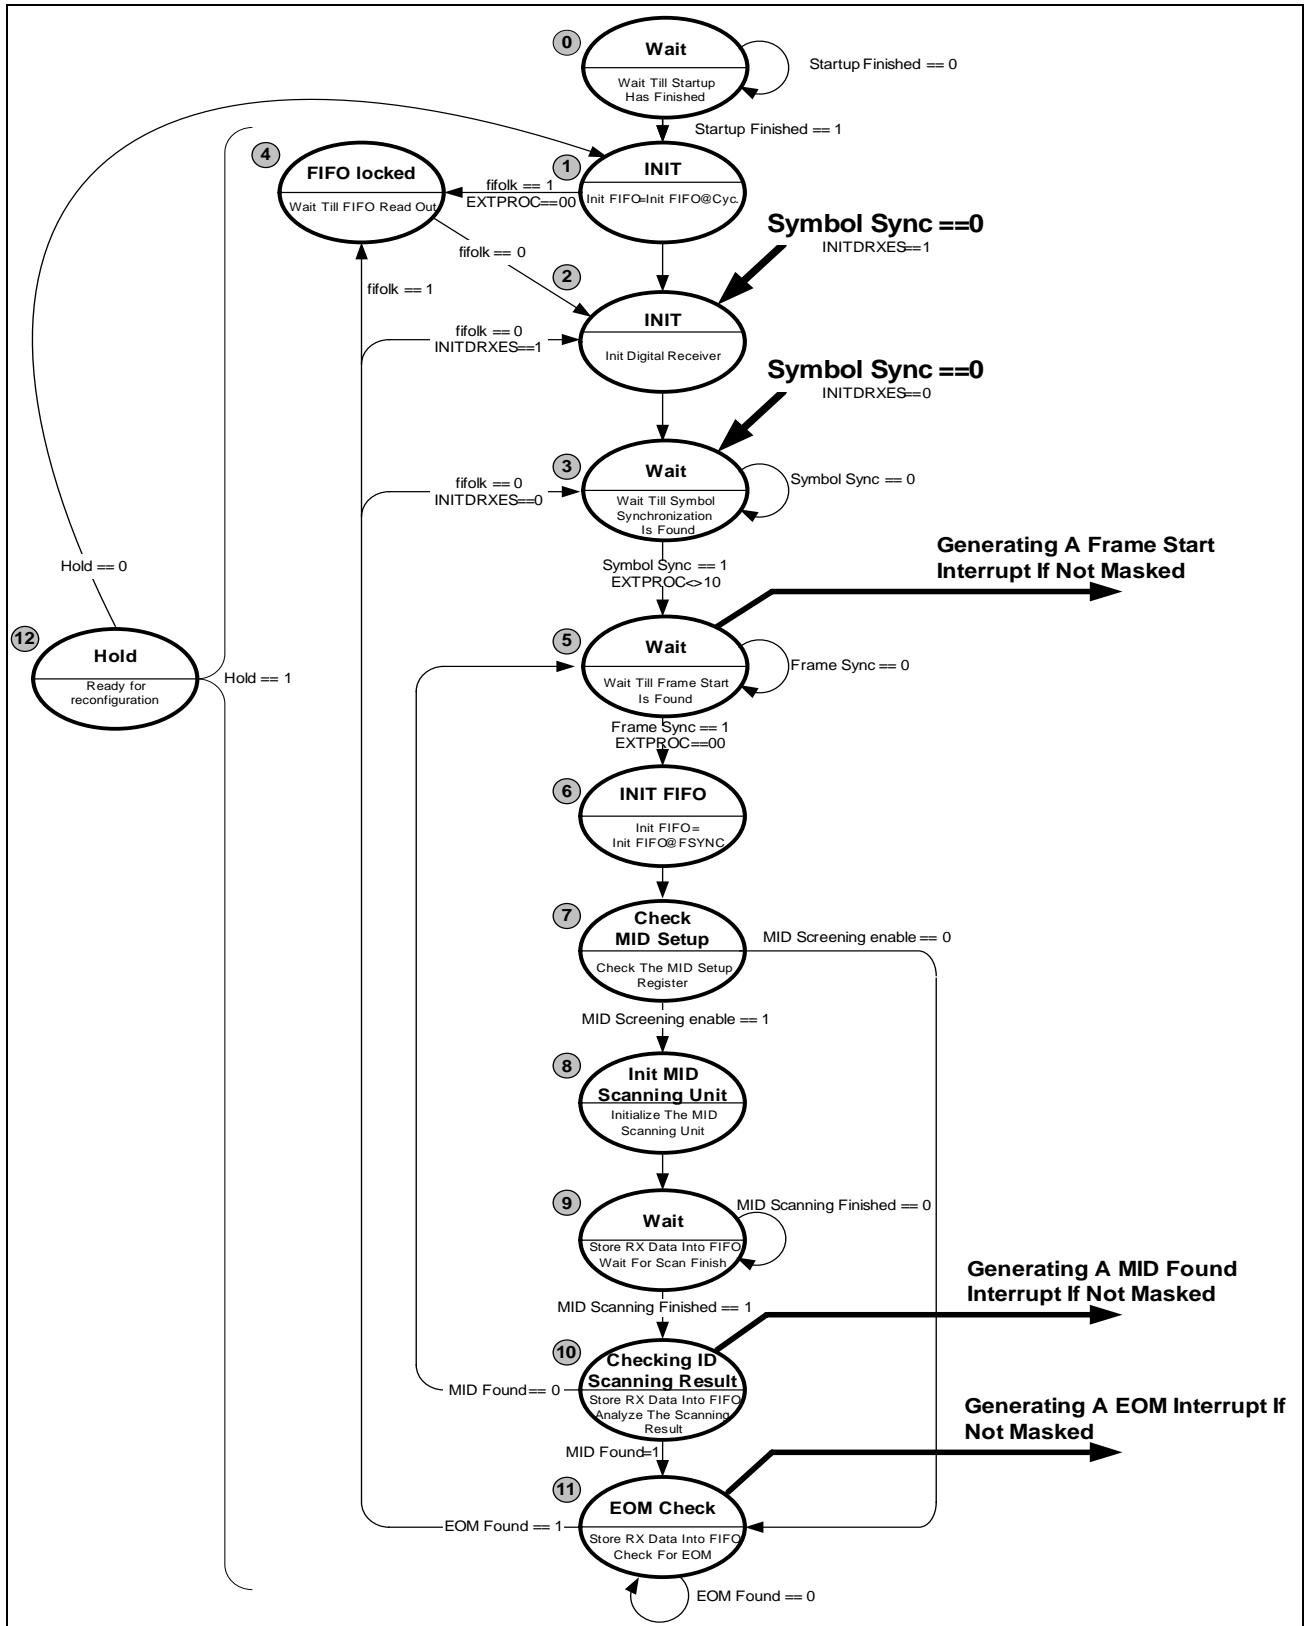 0
Wait
Wait Till Startup
Has Finished
Startup Finished == 0
Startup Finished == 1
4
FIFO locked
Wait Till FIFO Read Out
1
INIT
Init FIFO=Init FIFO@Cyc.
fifolk == 1
EXTPROC==00
fifolk == 0
fifolk == 1
Symbol Sync ==0
INITDRXES==1
2
INIT
Init Digital Receiver
fifolk == 0
INITDRXES==1
Symbol Sync ==0
INITDRXES==0
3
Wait
Wait Till Symbol
Synchronization
Is Found
Symbol Sync == 0
fifolk == 0
INITDRXES==0
Symbol Sync == 1
EXTPROC<>10
Generating A Frame Start
Interrupt If Not Masked
Hold == 0
12
Hold
Ready for
reconfiguration
Hold == 1
5
Wait
Wait Till Frame Start
Is Found
Frame Sync == 0
Frame Sync == 1
EXTPROC==00
6
INIT FIFO
Init FIFO=
Init FIFO@FSYNC
7
Check
MID Setup
Check The MID Setup
Register
MID Screening enable == 0
MID Screening enable == 1
8
Init MID
Scanning Unit
Initialize The MID
Scanning Unit
9
Wait
Store RX Data Into FIFO
Wait For Scan Finish
MID Scanning Finished == 0
MID Scanning Finished == 1
Generating A MID Found
Interrupt If Not Masked
10
Checking ID
Scanning Result
Store RX Data Into FIFO
Analyze The Scanning
Result
MID Found== 0
MID Found=1
Generating A EOM Interrupt If
Not Masked
11
EOM Check
Store RX Data Into FIFO
Check For EOM
EOM Found == 1
EOM Found == 0